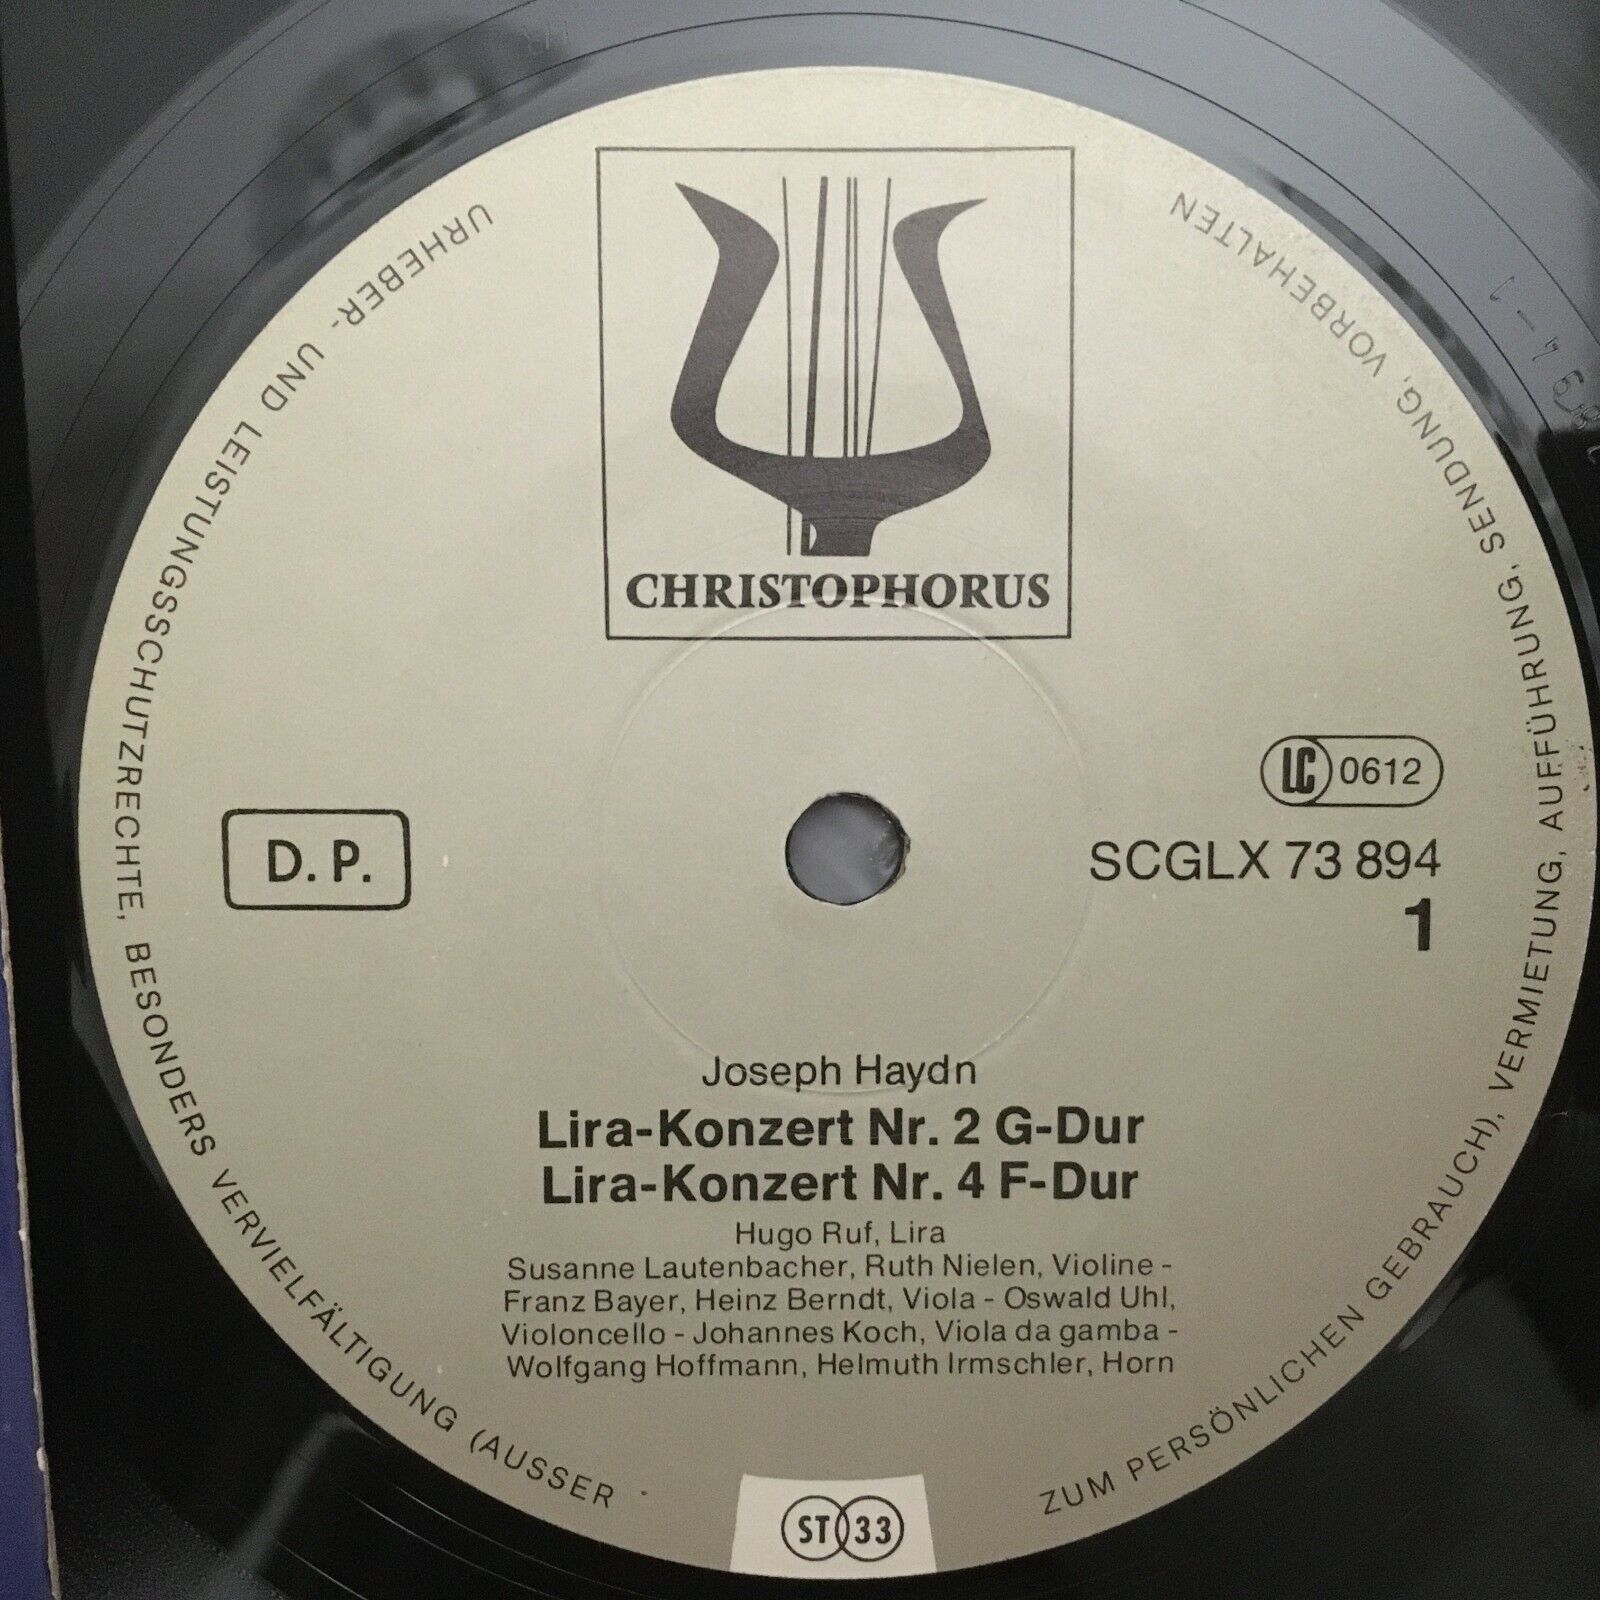 CHRISTOPHORUS
LC 0612
D. P.
SCGLX 73 894
1
Joseph Haydn
Lira-Konzert Nr. 2 G-Dur
Lira-Konzert Nr. 4 F-Dur
Hugo Ruf, Lira
Susanne Lautenbacher, Ruth Nielen, Violine -
Franz Bayer, Heinz Berndt, Viola - Oswald Uhl,
Violoncello - Johannes Koch, Viola da gamba -
Wolfgang Hoffmann, Helmuth Irmschler, Horn
ST 33
URHEBER- UND LEISTUNGSSCHUTZRECHTE, BESONDERS VERVIELFÄLTIGUNG (AUSSER ZUM PERSÖNLICHEN GEBRAUCH), VERMIETUNG, AUFFÜHRUNG, SENDUNG, VORBEHALTEN